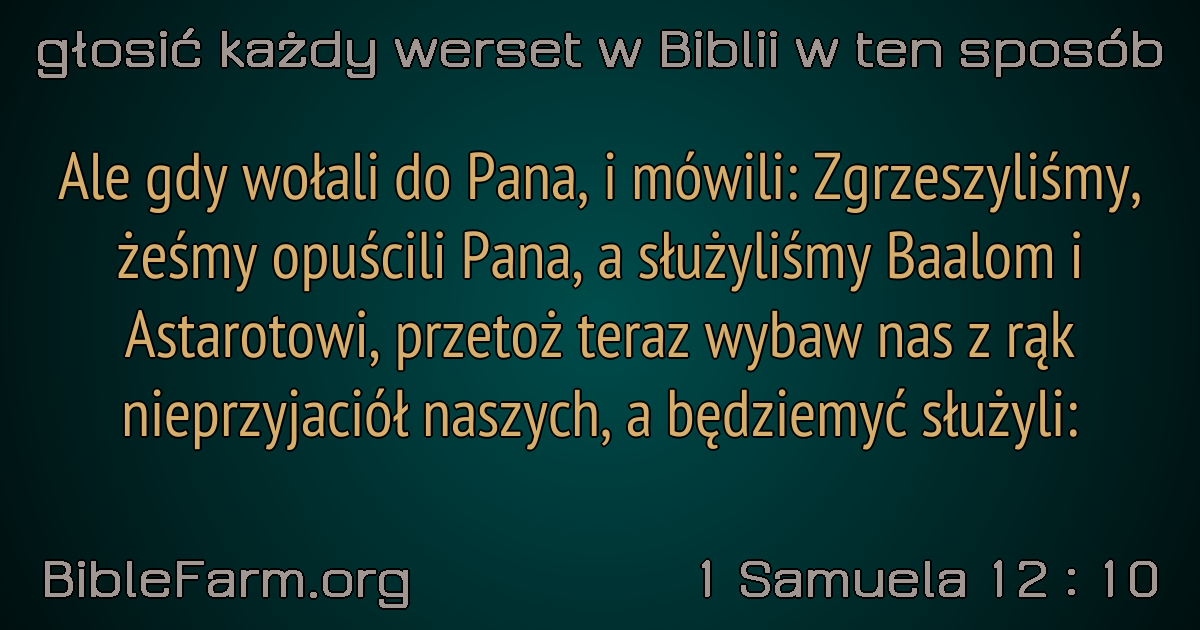 głosić każdy werset w Biblii w ten sposób
Ale gdy wołali do Pana, i mówili: Zgrzeszyliśmy,
żeśmy opuścili Pana, a służyliśmy Baalom i
Astarotowi, przetoż teraz wybaw nas z rąk
nieprzyjaciół naszych, a będziemyć służyli:
BibleFarm.org
1 Samuela 12 : 10